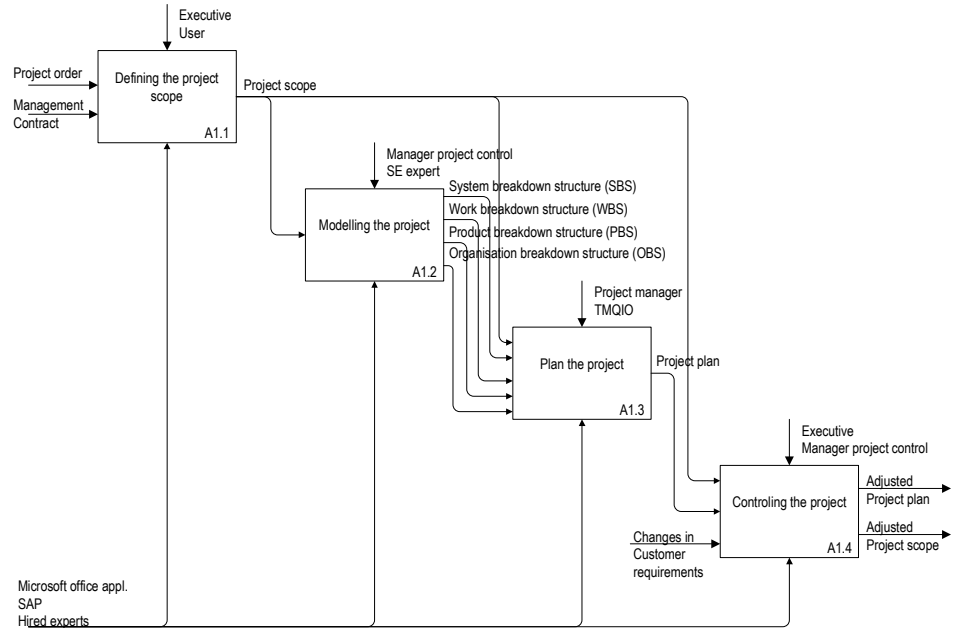 Executive
User
Project order
Management
Contract
Defining the project
scope
A1.1
Project scope
Manager project control
SE expert
Modelling the project
A1.2
System breakdown structure (SBS)
Work breakdown structure (WBS)
Product breakdown structure (PBS)
Organisation breakdown structure (OBS)
Project manager
TMQIO
Plan the project
A1.3
Project plan
Executive
Manager project control
Controling the project
A1.4
Changes in
Customer
requirements
Adjusted
Project plan
Adjusted
Project scope
Microsoft office appl.
SAP
Hired experts